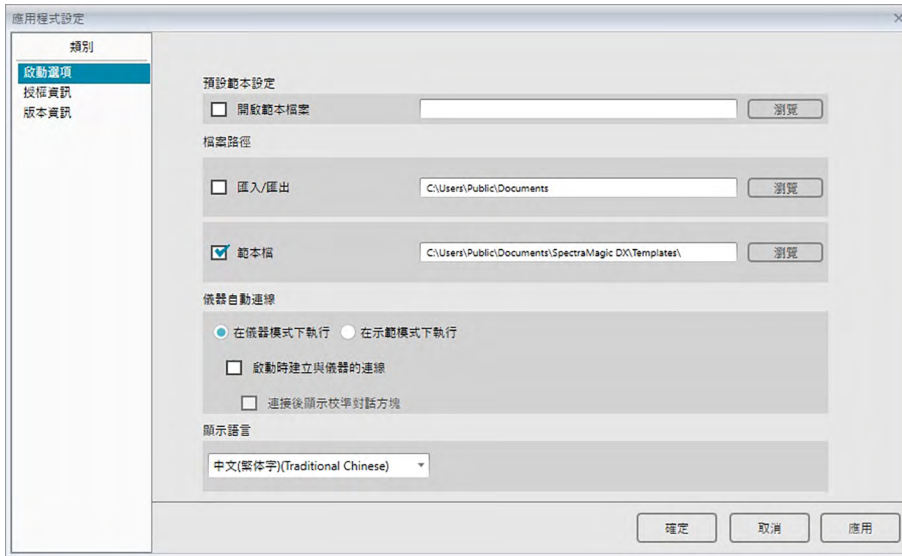 應用程式設定
類別
啟動選項
授權資訊
版本資訊
預設範本設定
開啟範本檔案 瀏覽
檔案路徑
匯入/匯出 C:\Users\Public\Documents 瀏覽
範本檔 C:\Users\Public\Documents\SpectraMagic DX\Templates\ 瀏覽
儀器自動連線
在儀器模式下執行 在示範模式下執行
啟動時建立與儀器的連線
連接後顯示校準對話方塊
顯示語言
中文(繁体字)(Traditional Chinese)
確定 取消 應用